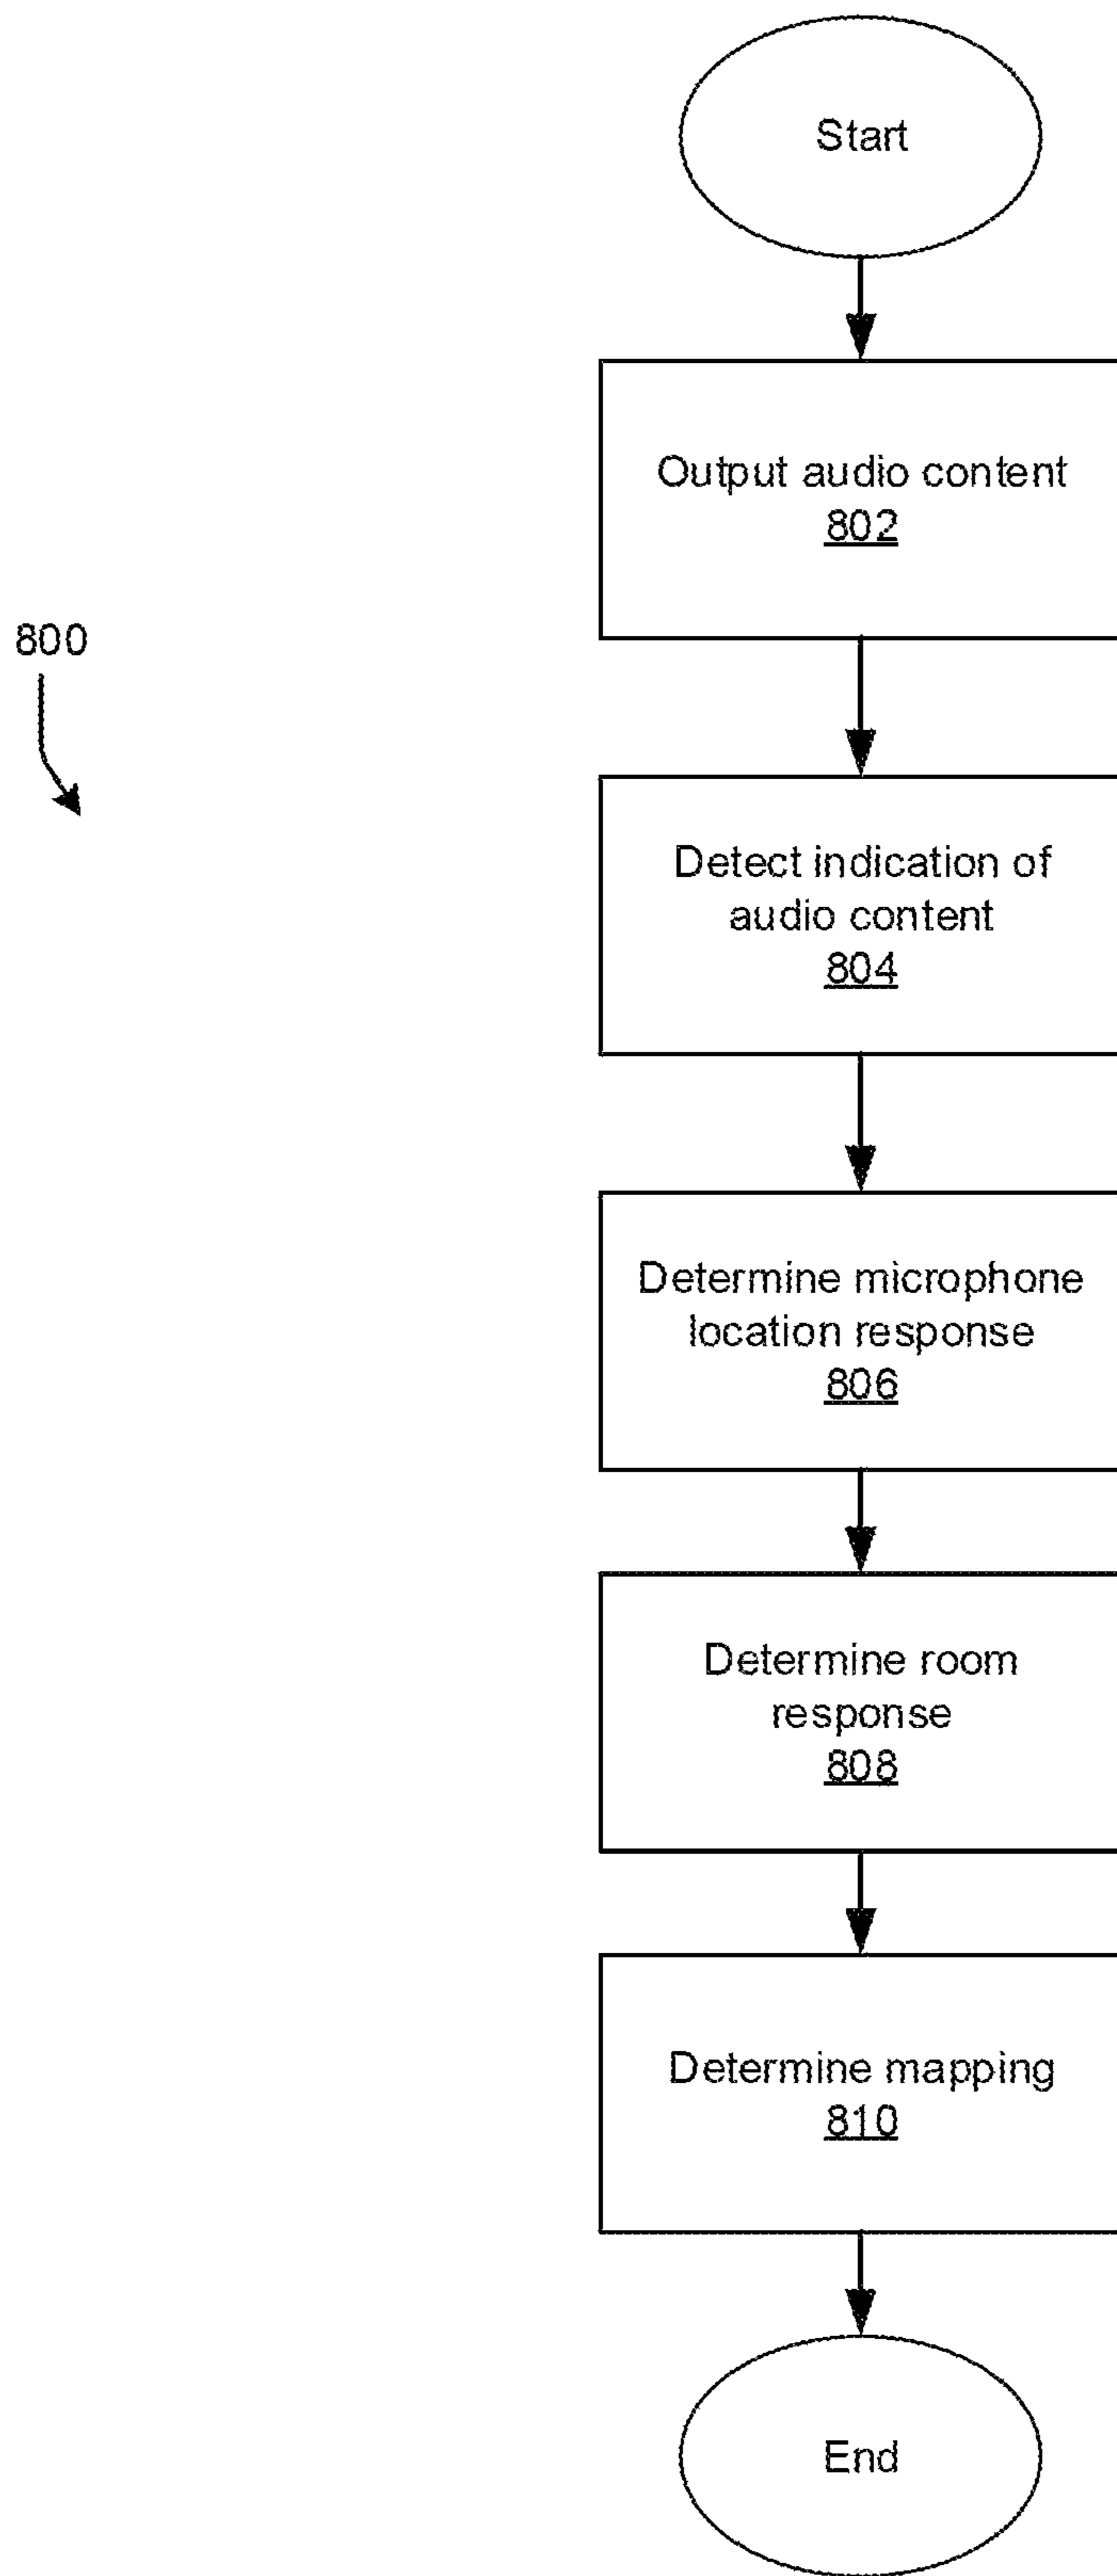 Start
Output audio content
802
800
Detect indication of
audio content
804
Determine microphone
location response
806
Determine room
response
808
Determine mapping
810
End